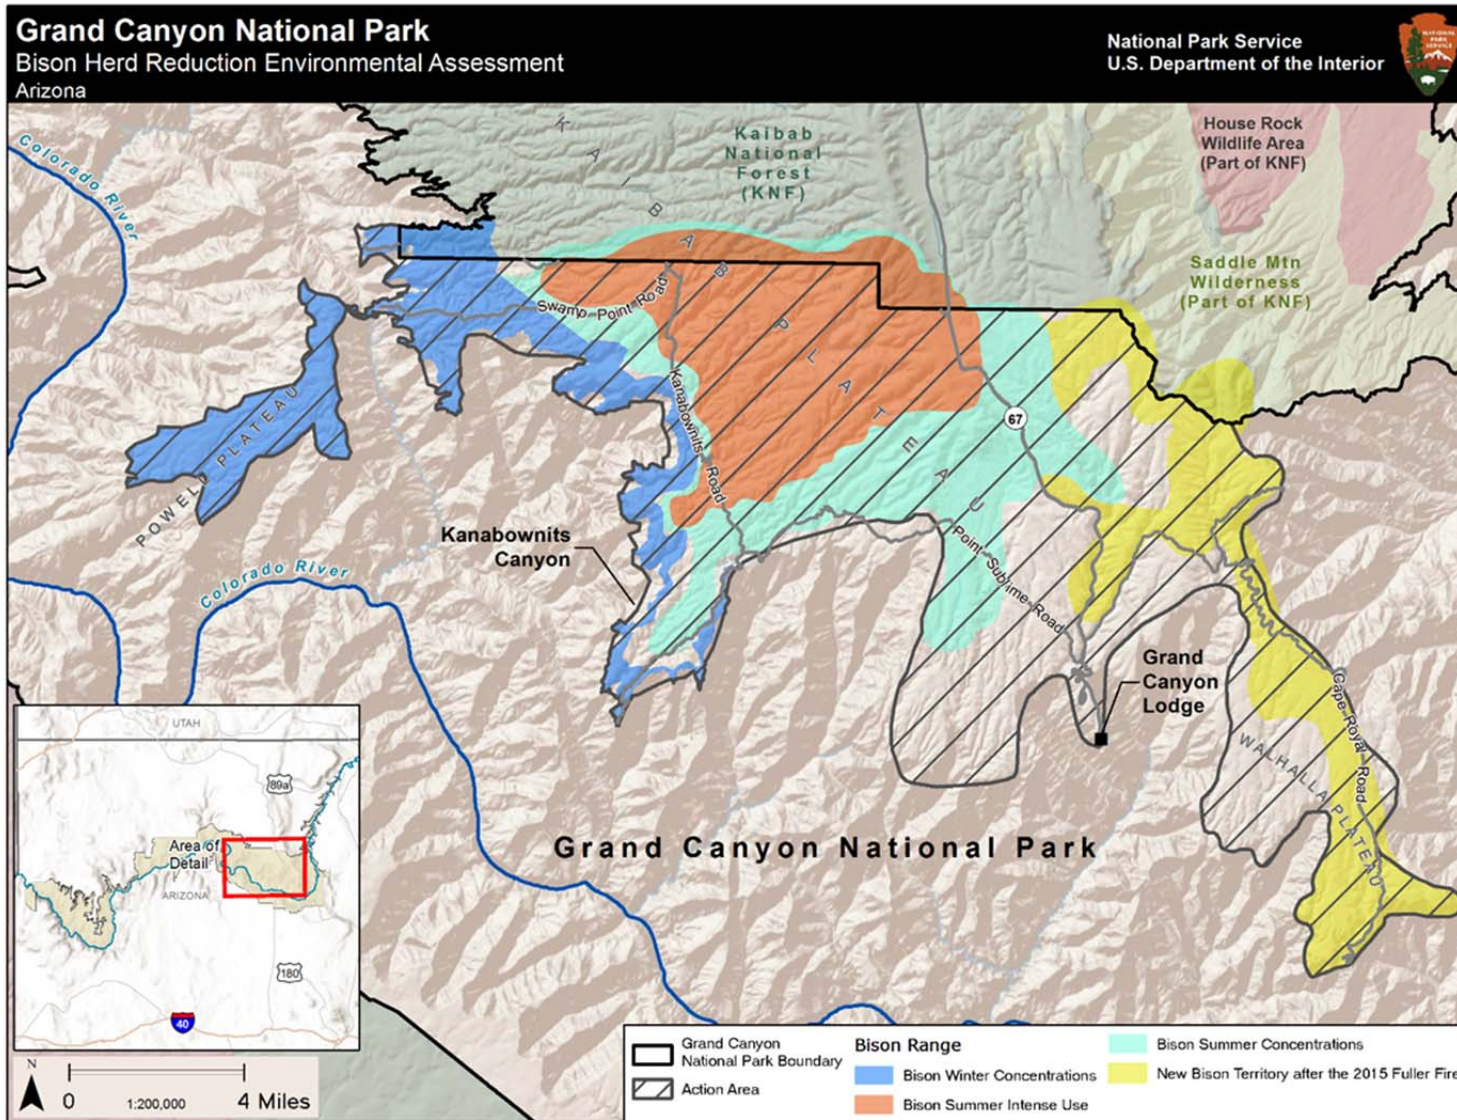 Grand Canyon National Park
Bison Herd Reduction Environmental Assessment
Arizona
National Park Service
U.S. Department of the Interior
NATIONAL
PARK
SERVICE
Colorado River
Kaibab
National
Forest
(KNF)
House Rock
Wildlife Area
(Part of KNF)
Saddle Mtn
Wilderness
(Part of KNF)
KAIBAB PLATEAU
Swamp Point Road
Kanabownits Road
67
POWELL PLATEAU
Kanabownits
Canyon
Colorado River
Point Sublime Road
Grand
Canyon
Lodge
Cape Royal Road
WALHALLA PLATEAU
Grand Canyon National Park
UTAH
89a
Area of
Detail
ARIZONA
180
40
N
0 1:200,000 4 Miles
Grand Canyon
National Park Boundary
Action Area
Bison Range
Bison Winter Concentrations
Bison Summer Intense Use
Bison Summer Concentrations
New Bison Territory after the 2015 Fuller Fire